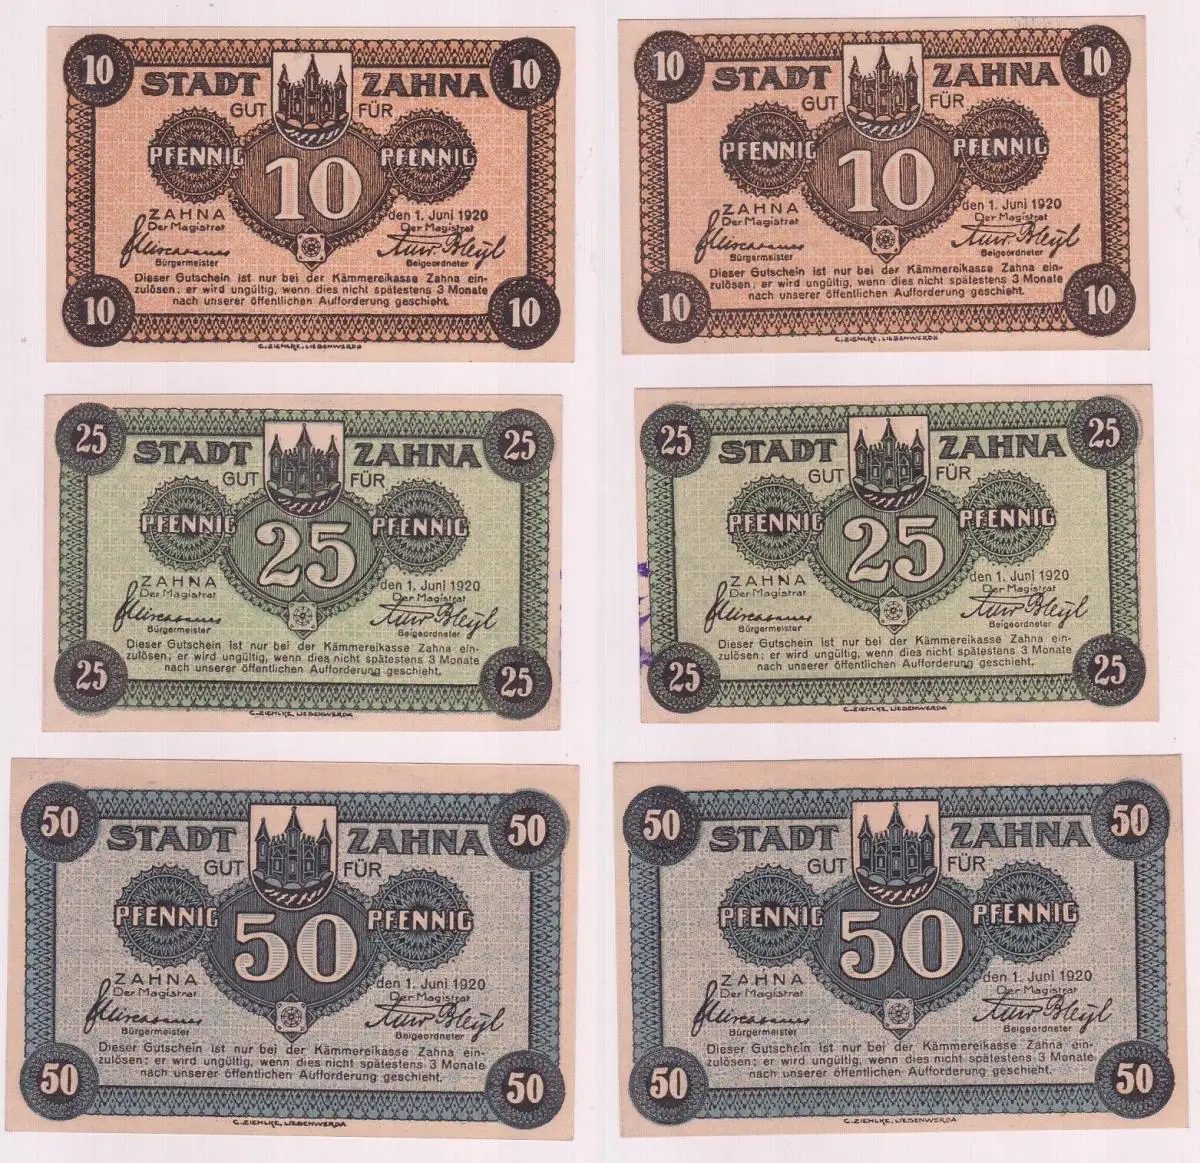 10 10
STADT ZAHNA
GUT FÜR
PFENNIG 10 PFENNIG
ZAHNA den 1. Juni 1920
Der Magistrat Der Magistrat
Bürgermeister Beigeordneter
Dieser Gutschein ist nur bei der Kämmereikasse Zahna ein-
zulösen; er wird ungültig, wenn dies nicht spätestens 3 Monate
nach unserer öffentlichen Aufforderung geschieht.
10 10
C. ZIEHLKE, LIEBENWERDA
10 10
STADT ZAHNA
GUT FÜR
PFENNIG 10 PFENNIG
ZAHNA den 1. Juni 1920
Der Magistrat Der Magistrat
Bürgermeister Beigeordneter
Dieser Gutschein ist nur bei der Kämmereikasse Zahna ein-
zulösen; er wird ungültig, wenn dies nicht spätestens 3 Monate
nach unserer öffentlichen Aufforderung geschieht.
10 10
C. ZIEHLKE, LIEBENWERDA
25 25
STADT ZAHNA
GUT FÜR
PFENNIG 25 PFENNIG
ZAHNA den 1. Juni 1920
Der Magistrat Der Magistrat
Bürgermeister Beigeordneter
Dieser Gutschein ist nur bei der Kämmereikasse Zahna ein-
zulösen; er wird ungültig, wenn dies nicht spätestens 3 Monate
nach unserer öffentlichen Aufforderung geschieht.
25 25
C. ZIEHLKE, LIEBENWERDA
25 25
STADT ZAHNA
GUT FÜR
PFENNIG 25 PFENNIG
ZAHNA den 1. Juni 1920
Der Magistrat Der Magistrat
Bürgermeister Beigeordneter
Dieser Gutschein ist nur bei der Kämmereikasse Zahna ein-
zulösen; er wird ungültig, wenn dies nicht spätestens 3 Monate
nach unserer öffentlichen Aufforderung geschieht.
25 25
C. ZIEHLKE, LIEBENWERDA
50 50
STADT ZAHNA
GUT FÜR
PFENNIG 50 PFENNIG
ZAHNA den 1. Juni 1920
Der Magistrat Der Magistrat
Bürgermeister Beigeordneter
Dieser Gutschein ist nur bei der Kämmereikasse Zahna ein-
zulösen; er wird ungültig, wenn dies nicht spätestens 3 Monate
nach unserer öffentlichen Aufforderung geschieht.
50 50
C. ZIEHLKE, LIEBENWERDA
50 50
STADT ZAHNA
GUT FÜR
PFENNIG 50 PFENNIG
ZAHNA den 1. Juni 1920
Der Magistrat Der Magistrat
Bürgermeister Beigeordneter
Dieser Gutschein ist nur bei der Kämmereikasse Zahna ein-
zulösen; er wird ungültig, wenn dies nicht spätestens 3 Monate
nach unserer öffentlichen Aufforderung geschieht.
50 50
C. ZIEHLKE, LIEBENWERDA